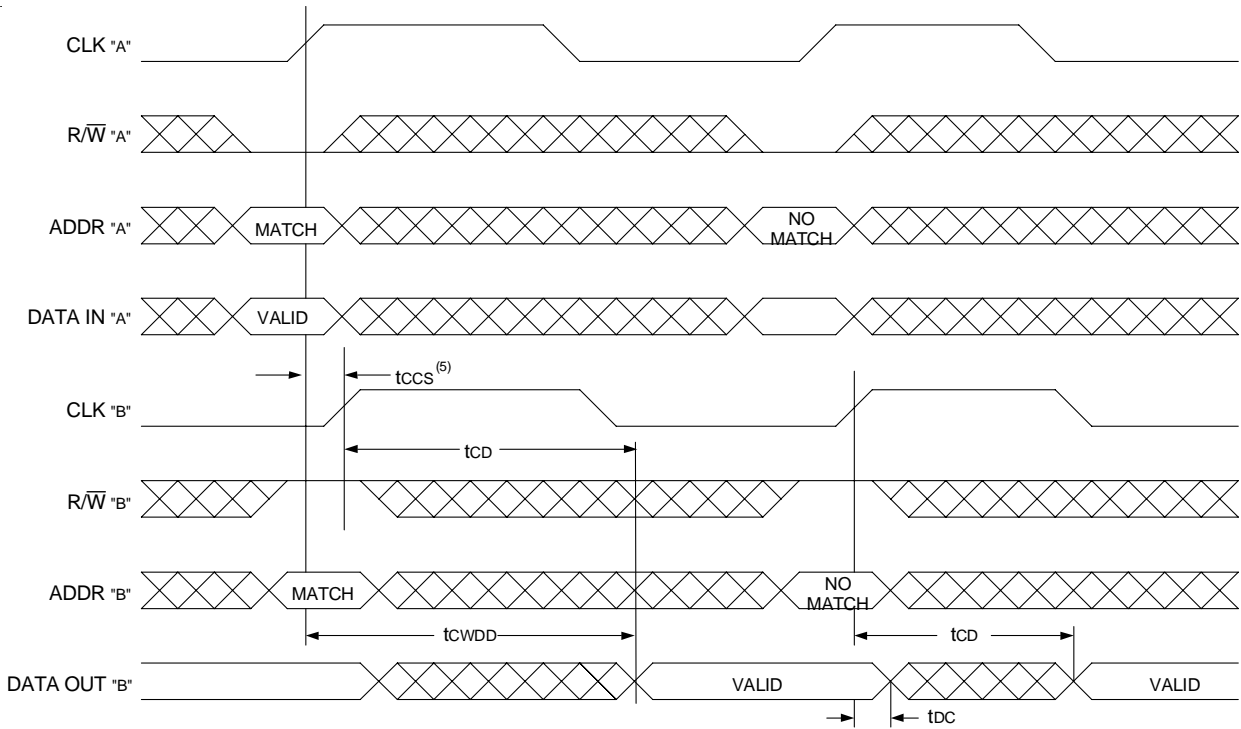 CLK "A"
R/W̅ "A"
ADDR "A" MATCH NO MATCH
DATA IN "A" VALID
tCCS (5)
CLK "B"
tCD
R/W̅ "B"
ADDR "B" MATCH NO MATCH
tCWDD tCD
DATA OUT "B" VALID VALID
tDC